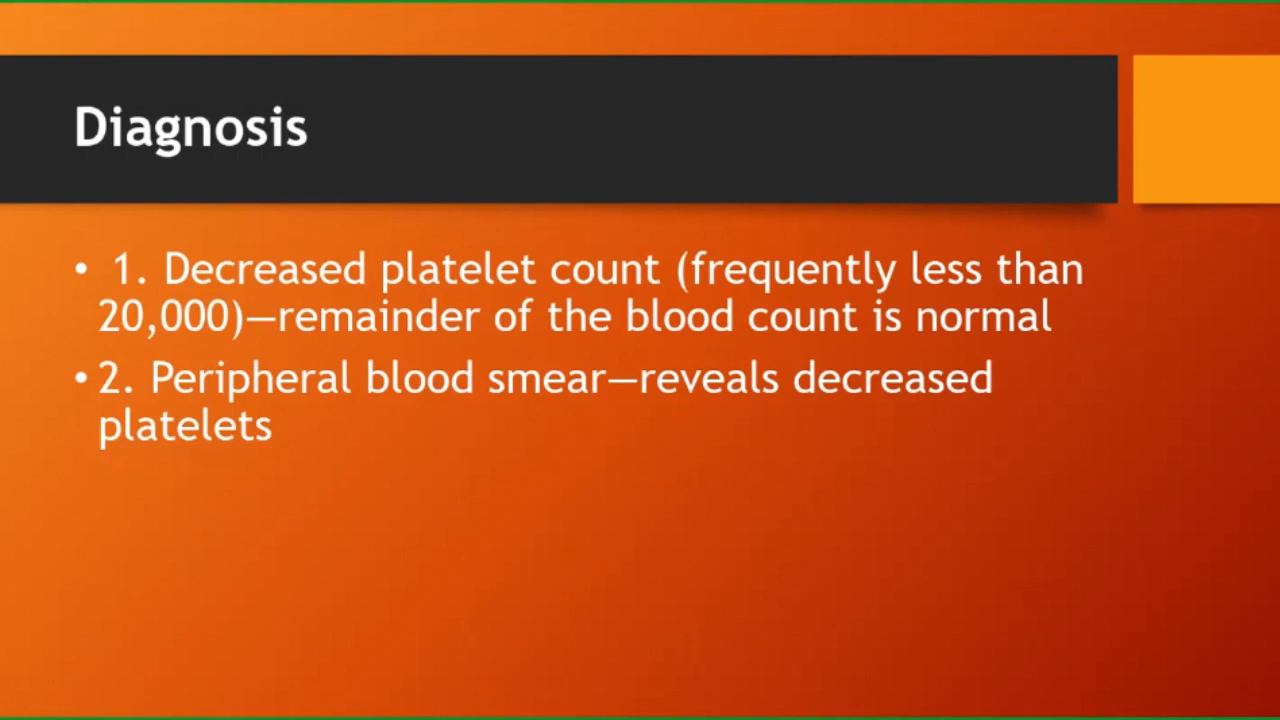 Diagnosis
• 1. Decreased platelet count (frequently less than
20,000)—remainder of the blood count is normal
• 2. Peripheral blood smear—reveals decreased
platelets